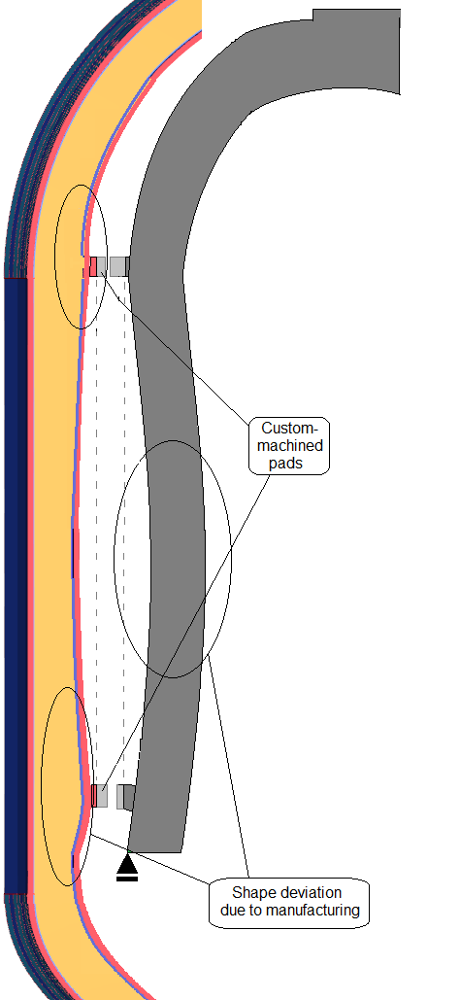 Custom-
machined
pads
Shape deviation
due to manufacturing